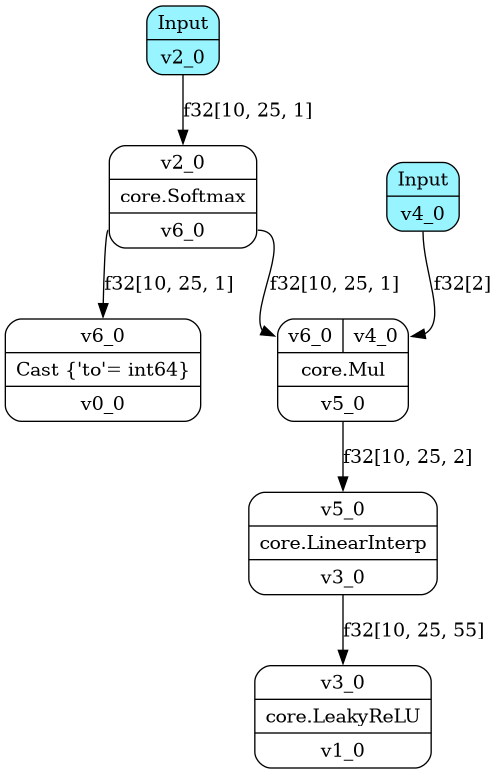 Input
v2_0
f32[10, 25, 1]
v2_0
core.Softmax
v6_0
Input
v4_0
f32[10, 25, 1]
f32[10, 25, 1]
f32[2]
v6_0
Cast {'to'= int64}
v0_0
v6_0 v4_0
core.Mul
v5_0
f32[10, 25, 2]
v5_0
core.LinearInterp
v3_0
f32[10, 25, 55]
v3_0
core.LeakyReLU
v1_0